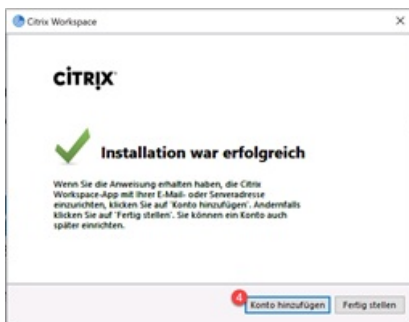 Citrix Workspace
CİTRIX
Installation war erfolgreich
Wenn Sie die Anweisung erhalten haben, die Citrix
Workspace-App mit Ihrer E-Mail- oder Serveradresse
einzurichten, klicken Sie auf 'Konto hinzufügen'. Andernfalls
klicken Sie auf 'Fertig stellen'. Sie können ein Konto auch
später einrichten.
4
Konto hinzufügen Fertig stellen